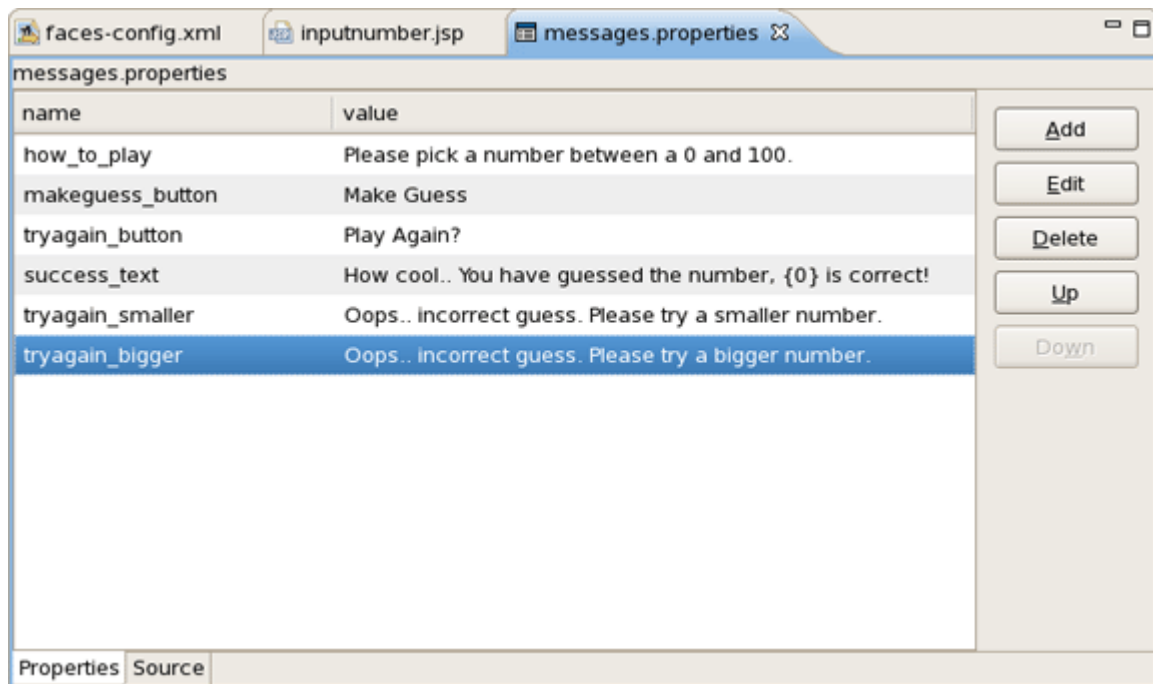 faces-config.xml inputnumber.jsp messages.properties
messages.properties
name value
how_to_play Please pick a number between a 0 and 100.
makeguess_button Make Guess
tryagain_button Play Again?
success_text How cool.. You have guessed the number, {0} is correct!
tryagain_smaller Oops.. incorrect guess. Please try a smaller number.
tryagain_bigger Oops.. incorrect guess. Please try a bigger number.
Add
Edit
Delete
Up
Down
Properties Source